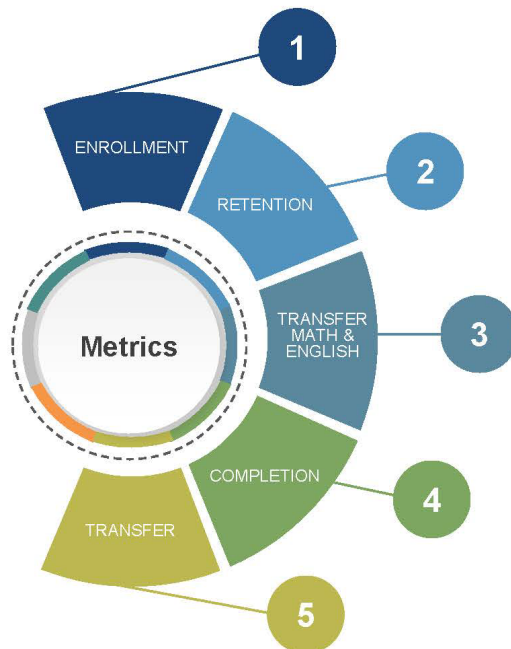 1
ENROLLMENT
2
RETENTION
TRANSFER
MATH &
ENGLISH
3
Metrics
COMPLETION
4
TRANSFER
5